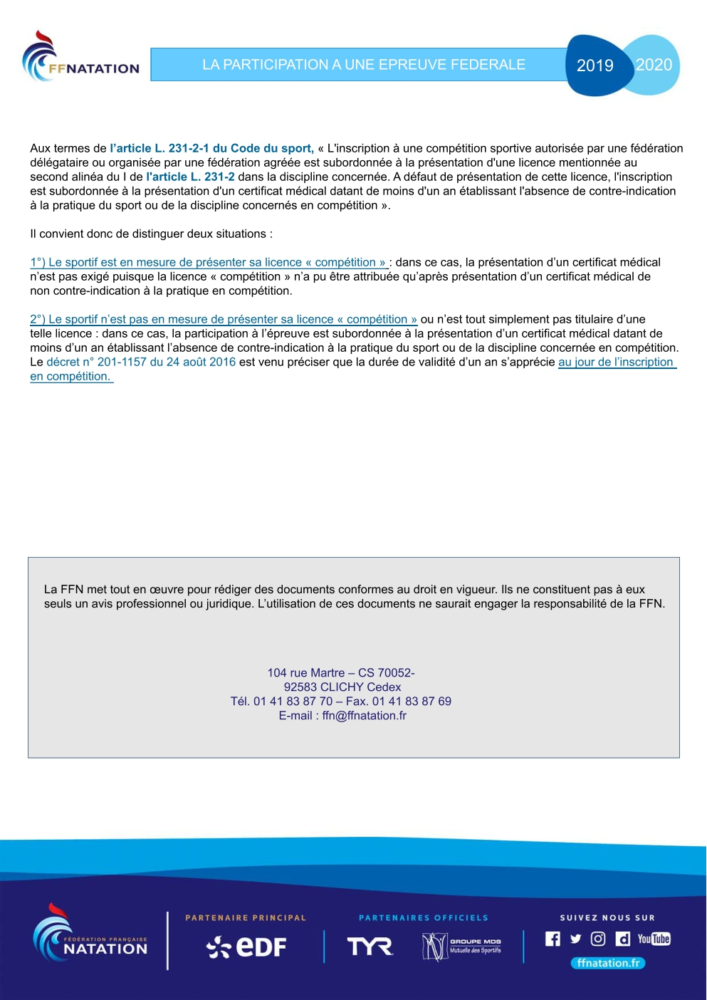 FFNATATION
LA PARTICIPATION A UNE EPREUVE FEDERALE
2019
2020
Aux termes de l’article L. 231-2-1 du Code du sport, « L'inscription à une compétition sportive autorisée par une fédération
délégataire ou organisée par une fédération agréée est subordonnée à la présentation d'une licence mentionnée au
second alinéa du I de l'article L. 231-2 dans la discipline concernée. A défaut de présentation de cette licence, l'inscription
est subordonnée à la présentation d'un certificat médical datant de moins d'un an établissant l'absence de contre-indication
à la pratique du sport ou de la discipline concernés en compétition ».
Il convient donc de distinguer deux situations :
1°) Le sportif est en mesure de présenter sa licence « compétition » : dans ce cas, la présentation d’un certificat médical
n’est pas exigé puisque la licence « compétition » n’a pu être attribuée qu’après présentation d’un certificat médical de
non contre-indication à la pratique en compétition.
2°) Le sportif n’est pas en mesure de présenter sa licence « compétition » ou n’est tout simplement pas titulaire d’une
telle licence : dans ce cas, la participation à l’épreuve est subordonnée à la présentation d’un certificat médical datant de
moins d’un an établissant l’absence de contre-indication à la pratique du sport ou de la discipline concernée en compétition.
Le décret n° 201-1157 du 24 août 2016 est venu préciser que la durée de validité d’un an s’apprécie au jour de l’inscription
en compétition.
La FFN met tout en œuvre pour rédiger des documents conformes au droit en vigueur. Ils ne constituent pas à eux
seuls un avis professionnel ou juridique. L’utilisation de ces documents ne saurait engager la responsabilité de la FFN.
104 rue Martre – CS 70052-
92583 CLICHY Cedex
Tél. 01 41 83 87 70 – Fax. 01 41 83 87 69
E-mail : ffn@ffnatation.fr
FÉDÉRATION FRANÇAISE
NATATION
PARTENAIRE PRINCIPAL
eDF
PARTENAIRES OFFICIELS
TYR
GROUPE MDS
Mutuelle des Sportifs
SUIVEZ NOUS SUR
YouTube
ffnatation.fr